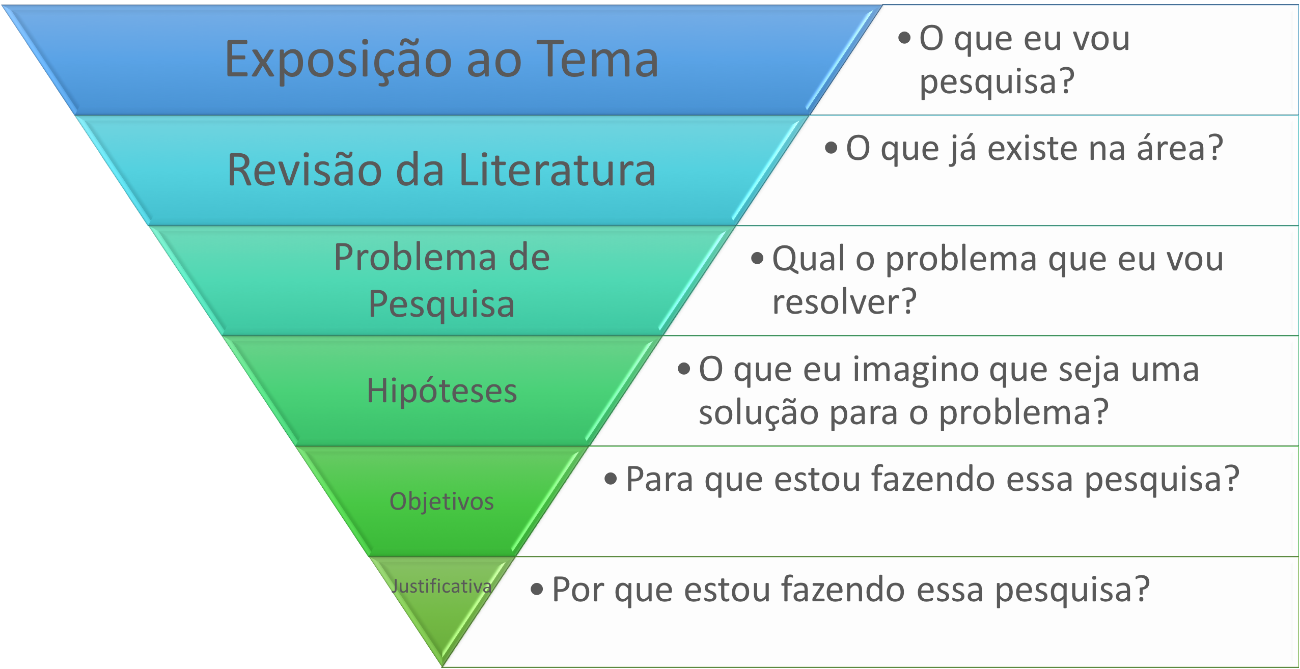 Exposição ao Tema
• O que eu vou
pesquisa?
Revisão da Literatura
• O que já existe na área?
Problema de
Pesquisa
• Qual o problema que eu vou
resolver?
Hipóteses
• O que eu imagino que seja uma
solução para o problema?
Objetivos
• Para que estou fazendo essa pesquisa?
Justificativa
• Por que estou fazendo essa pesquisa?